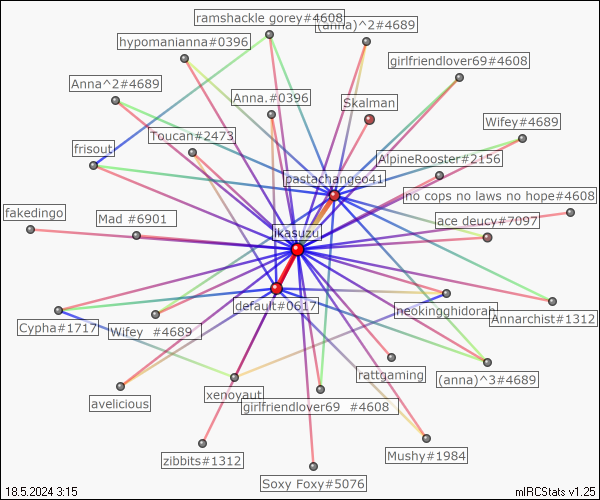 ramshackle gorey#4608
(anna)^2#4689
hypomanianna#0396
girlfriendlover69#4608
Anna^2#4689
Anna.#0396
Skalman
Wifey#4689
Toucan#2473
frisout
AlpineRooster#2156
pastachangeo41
no cops no laws no hope#4608
fakedingo
Mad #6901
ace deucy#7097
ikasuzu
default#0617
neokingghidorah
Annarchist#1312
Cypha#1717
Wifey #4689
rattgaming
(anna)^3#4689
xenoyaut
avelicious
girlfriendlover69 #4608
zibbits#1312
Mushy#1984
Soxy Foxy#5076
18.5.2024 3:15
mIRCStats v1.25